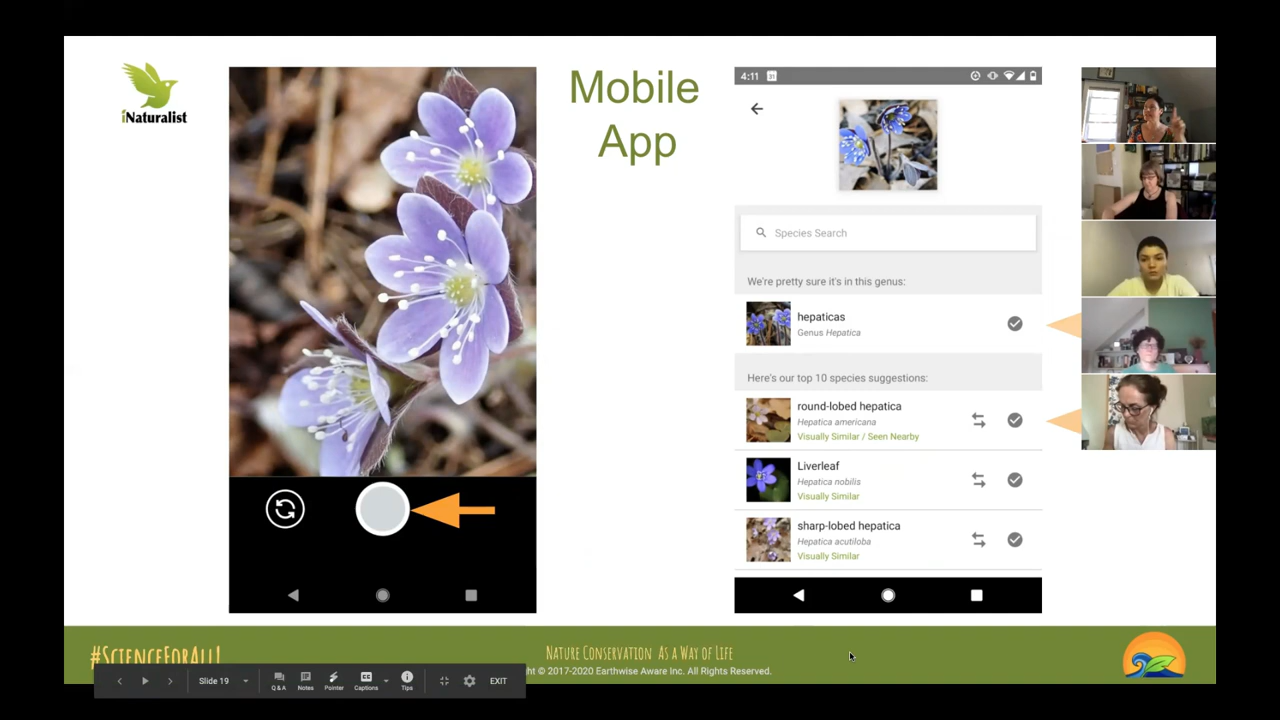 iNaturalist
Mobile
App
4:11
31
Species Search
We're pretty sure it's in this genus:
hepaticas
Genus Hepatica
Here's our top 10 species suggestions:
round-lobed hepatica
Hepatica americana
Visually Similar / Seen Nearby
Liverleaf
Hepatica nobilis
Visually Similar
sharp-lobed hepatica
Hepatica acutiloba
Visually Similar
#ScienceForAll!
Nature Conservation As a Way of Life
ht © 2017-2020 Earthwise Aware Inc. All Rights Reserved.
Slide 19
Q & A
Notes
Pointer
Captions
Tips
EXIT